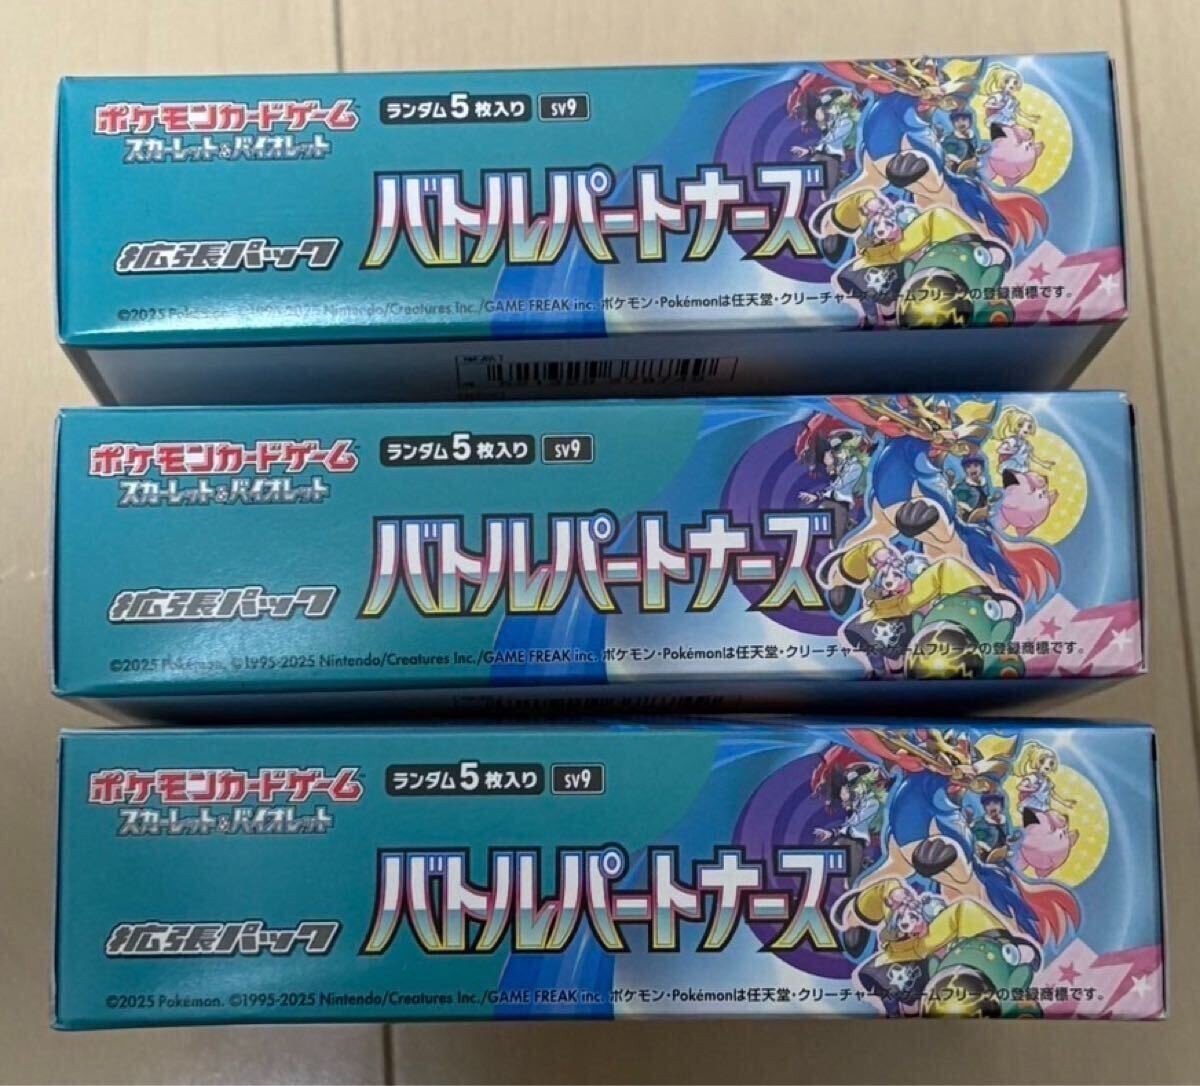 ポケモンカードゲーム
スカーレット&バイオレット
ランダム5枚入り SV9
バトルパートナーズ
拡張パック
©2025 Pokémon. ©1995-2025 Nintendo/Creatures Inc./GAME FREAK inc. ポケモン・Pokémonは任天堂・クリーチャーズ・ゲームフリークの登録商標です。
ポケモンカードゲーム
スカーレット&バイオレット
ランダム5枚入り SV9
バトルパートナーズ
拡張パック
©2025 Pokémon. ©1995-2025 Nintendo/Creatures Inc./GAME FREAK inc. ポケモン・Pokémonは任天堂・クリーチャーズ・ゲームフリークの登録商標です。
ポケモンカードゲーム
スカーレット&バイオレット
ランダム5枚入り SV9
バトルパートナーズ
拡張パック
©2025 Pokémon. ©1995-2025 Nintendo/Creatures Inc./GAME FREAK inc. ポケモン・Pokémonは任天堂・クリーチャーズ・ゲームフリークの登録商標です。